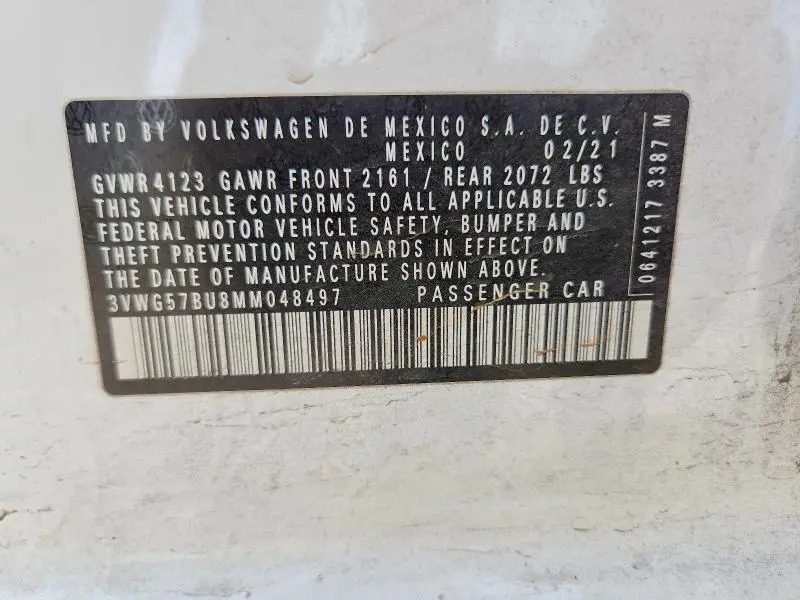 MFD BY VOLKSWAGEN DE MEXICO S.A. DE C.V.
MEXICO 02/21
GVWR 4123 GAWR FRONT 2161 / REAR 2072 LBS
THIS VEHICLE CONFORMS TO ALL APPLICABLE U.S.
FEDERAL MOTOR VEHICLE SAFETY, BUMPER AND
THEFT PREVENTION STANDARDS IN EFFECT ON
THE DATE OF MANUFACTURE SHOWN ABOVE.
3VWG57BU8MM048497 PASSENGER CAR
0641217 3387 M